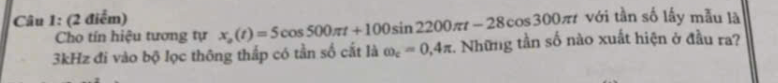 Câu 1: (2 điểm)
Cho tín hiệu tương tự xₐ(t) = 5cos500πt + 100sin2200πt − 28cos300πt với tần số lấy mẫu là
3kHz đi vào bộ lọc thông thấp có tần số cắt là ω꜀ = 0,4π. Những tần số nào xuất hiện ở đầu ra?